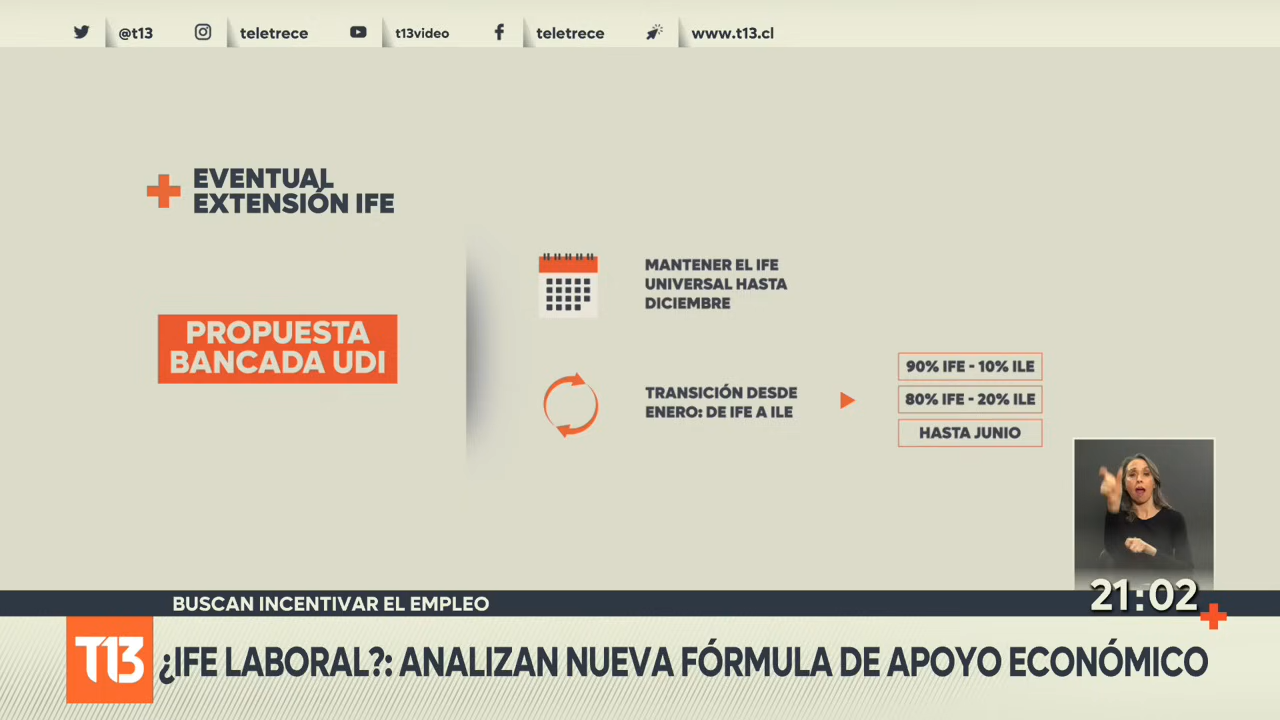 @t13
teletrece
t13video
teletrece
www.t13.cl
EVENTUAL
EXTENSIÓN IFE
PROPUESTA
BANCADA UDI
MANTENER EL IFE
UNIVERSAL HASTA
DICIEMBRE
TRANSICIÓN DESDE
ENERO: DE IFE A ILE
90% IFE - 10% ILE
80% IFE - 20% ILE
HASTA JUNIO
21:02
BUSCAN INCENTIVAR EL EMPLEO
T13
¿IFE LABORAL?: ANALIZAN NUEVA FÓRMULA DE APOYO ECONÓMICO